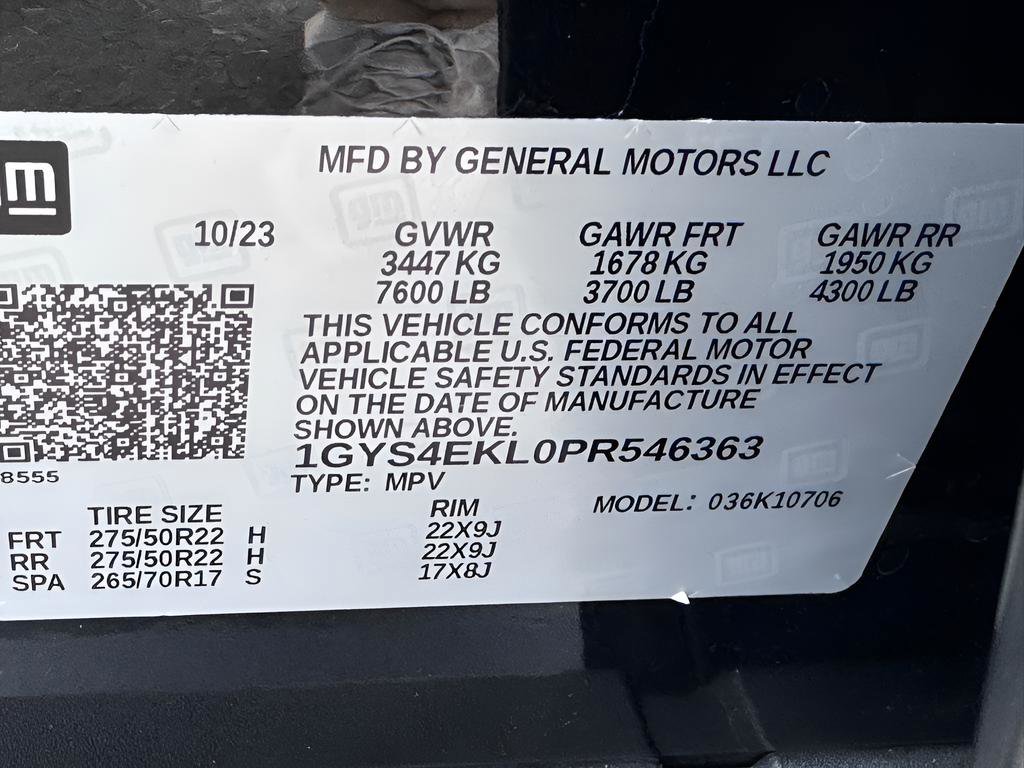 MFD BY GENERAL MOTORS LLC
10/23 GVWR GAWR FRT GAWR RR
3447 KG 1678 KG 1950 KG
7600 LB 3700 LB 4300 LB
THIS VEHICLE CONFORMS TO ALL
APPLICABLE U.S. FEDERAL MOTOR
VEHICLE SAFETY STANDARDS IN EFFECT
ON THE DATE OF MANUFACTURE
SHOWN ABOVE.
1GYS4EKL0PR546363
8555
TYPE: MPV
TIRE SIZE RIM MODEL: 036K10706
FRT 275/50R22 H 22X9J
RR 275/50R22 H 22X9J
SPA 265/70R17 S 17X8J